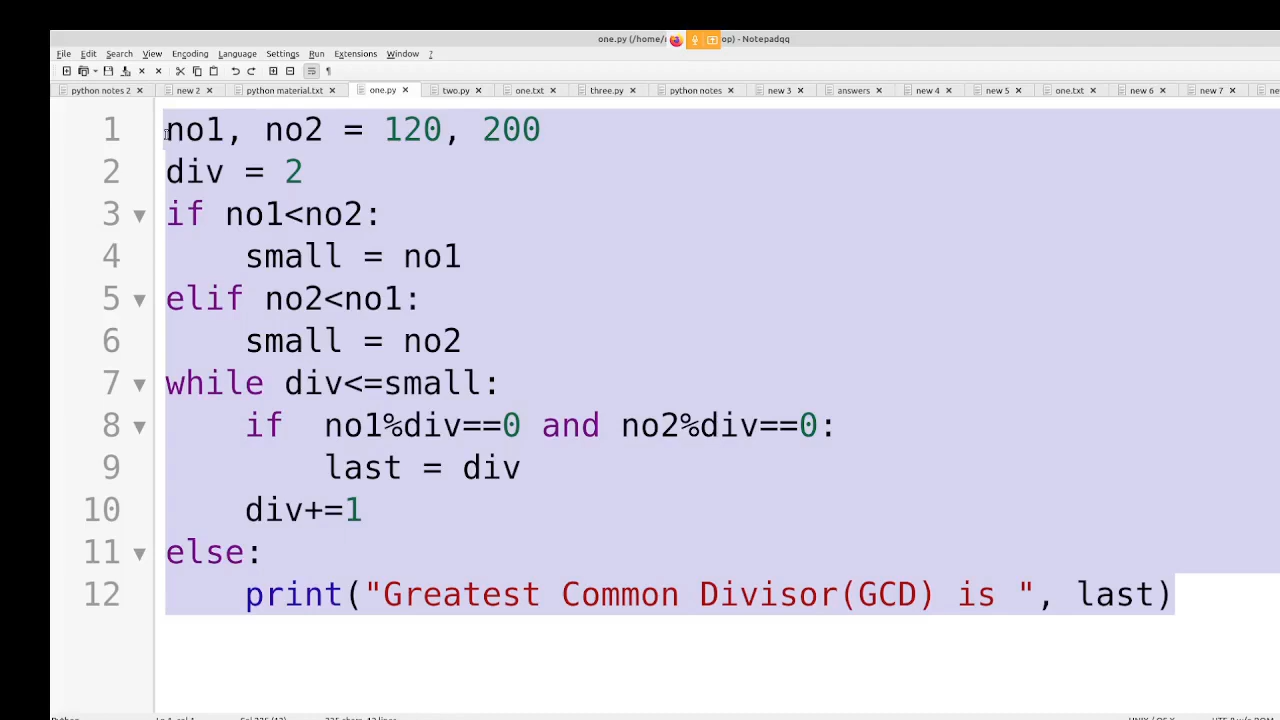 one.py (/home/ op) - Notepadqq
File Edit Search View Encoding Language Settings Run Extensions Window ?
python notes 2 new 2 python material.txt one.py two.py one.txt three.py python notes new 3 answers new 4 new 5 one.txt new 6 new 7
1 no1, no2 = 120, 200
2 div = 2
3 if no1<no2:
4     small = no1
5 elif no2<no1:
6     small = no2
7 while div<=small:
8     if  no1%div==0 and no2%div==0:
9         last = div
10     div+=1
11 else:
12     print("Greatest Common Divisor(GCD) is ", last)